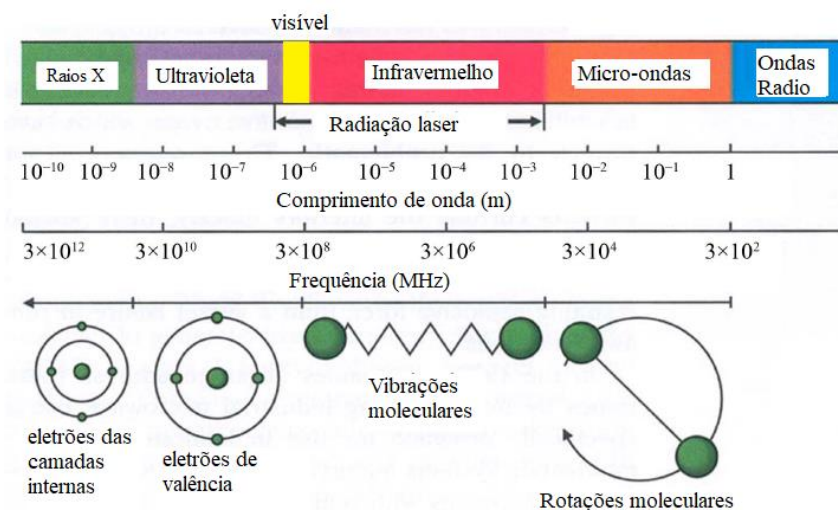 visível
Raios X
Ultravioleta
Infravermelho
Micro-ondas
Ondas
Radio
Radiação laser
10⁻¹⁰ 10⁻⁹ 10⁻⁸ 10⁻⁷ 10⁻⁶ 10⁻⁵ 10⁻⁴ 10⁻³ 10⁻² 10⁻¹ 1
Comprimento de onda (m)
3×10¹² 3×10¹⁰ 3×10⁸ 3×10⁶ 3×10⁴ 3×10²
Frequência (MHz)
eletrões das
camadas
internas
eletrões de
valência
Vibrações
moleculares
Rotações moleculares